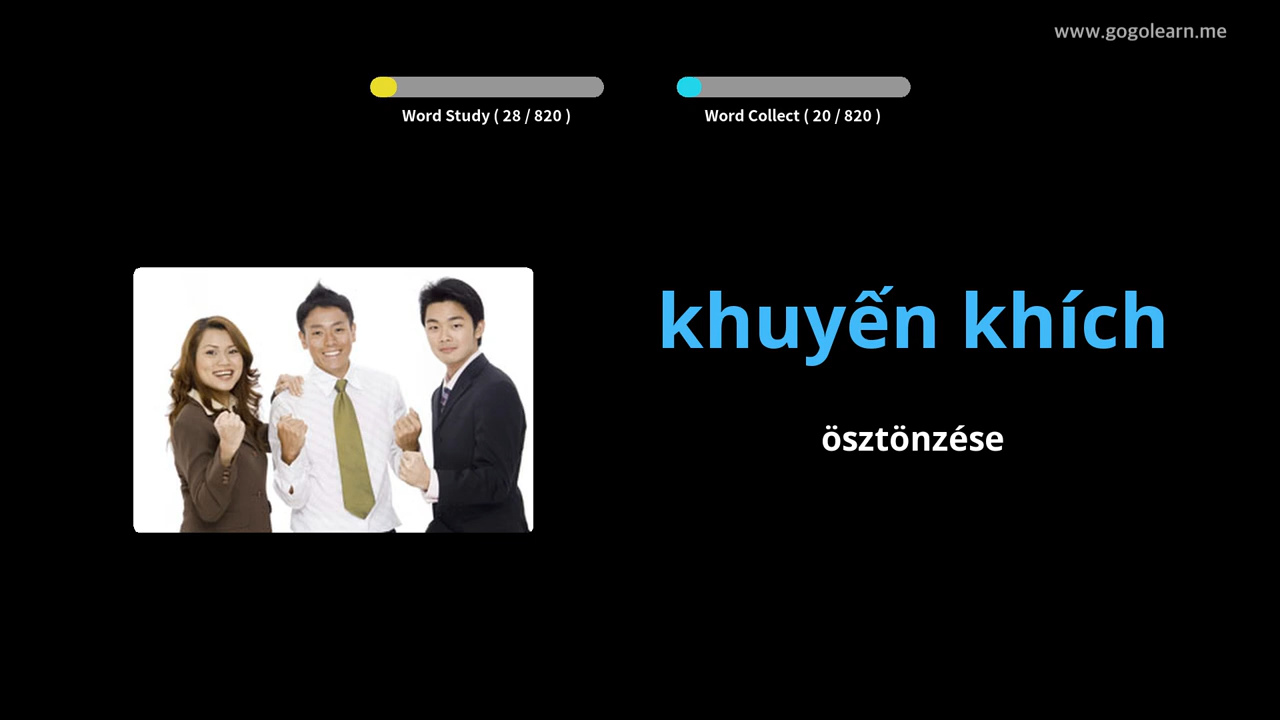 www.gogolearn.me
Word Study ( 28 / 820 )
Word Collect ( 20 / 820 )
khuyến khích
ösztönzése